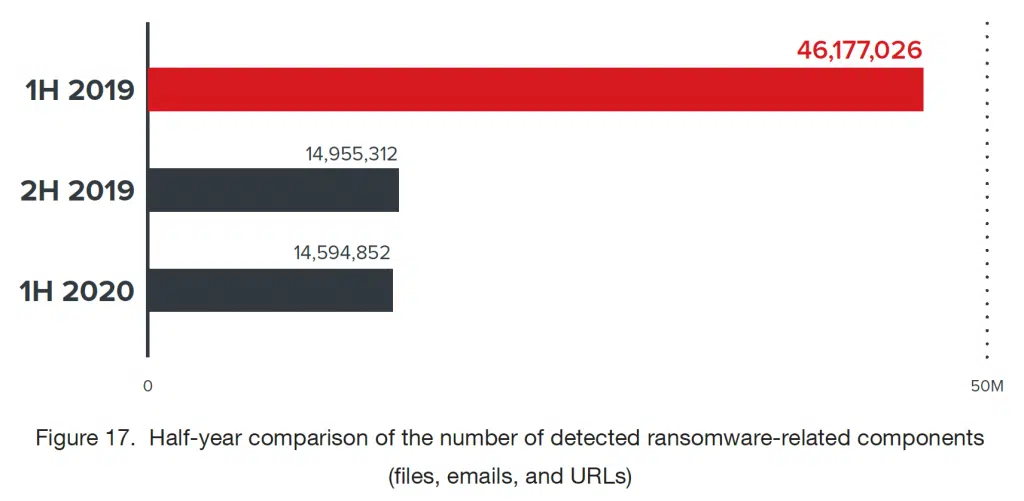 46,177,026
1H 2019
14,955,312
2H 2019
14,594,852
1H 2020
0
50M
Figure 17. Half-year comparison of the number of detected ransomware-related components
(files, emails, and URLs)